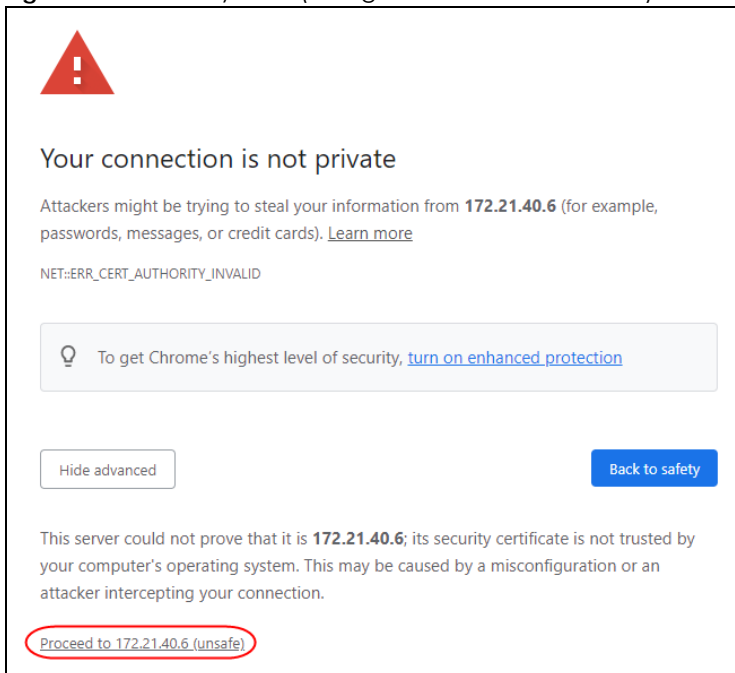 Your connection is not private
Attackers might be trying to steal your information from 172.21.40.6 (for example,
passwords, messages, or credit cards). Learn more
NET::ERR_CERT_AUTHORITY_INVALID
To get Chrome's highest level of security, turn on enhanced protection
Hide advanced
Back to safety
This server could not prove that it is 172.21.40.6; its security certificate is not trusted by
your computer's operating system. This may be caused by a misconfiguration or an
attacker intercepting your connection.
Proceed to 172.21.40.6 (unsafe)